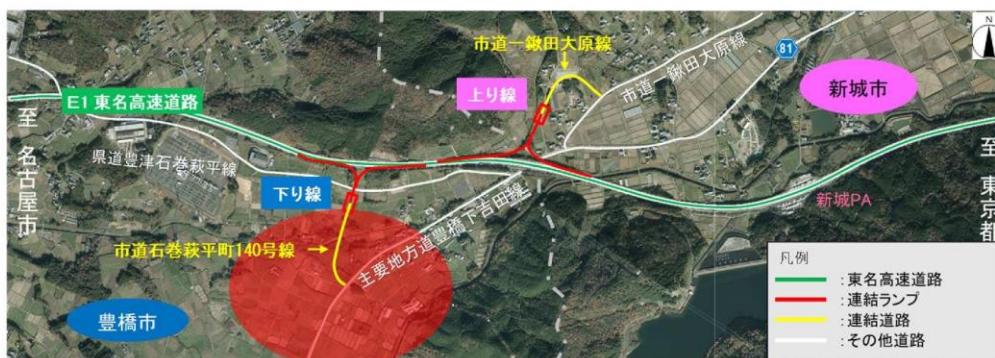 市道一鍬田大原線
上り線
市道一鍬田大原線
81
新城市
E1 東名高速道路
至 名古屋市
県道豊津石巻萩平線
下り線
主要地方道豊橋下吉田線
新城PA
至 東京都
市道石巻萩平町140号線→
豊橋市
凡例
:東名高速道路
:連結ランプ
:連結道路
:その他道路